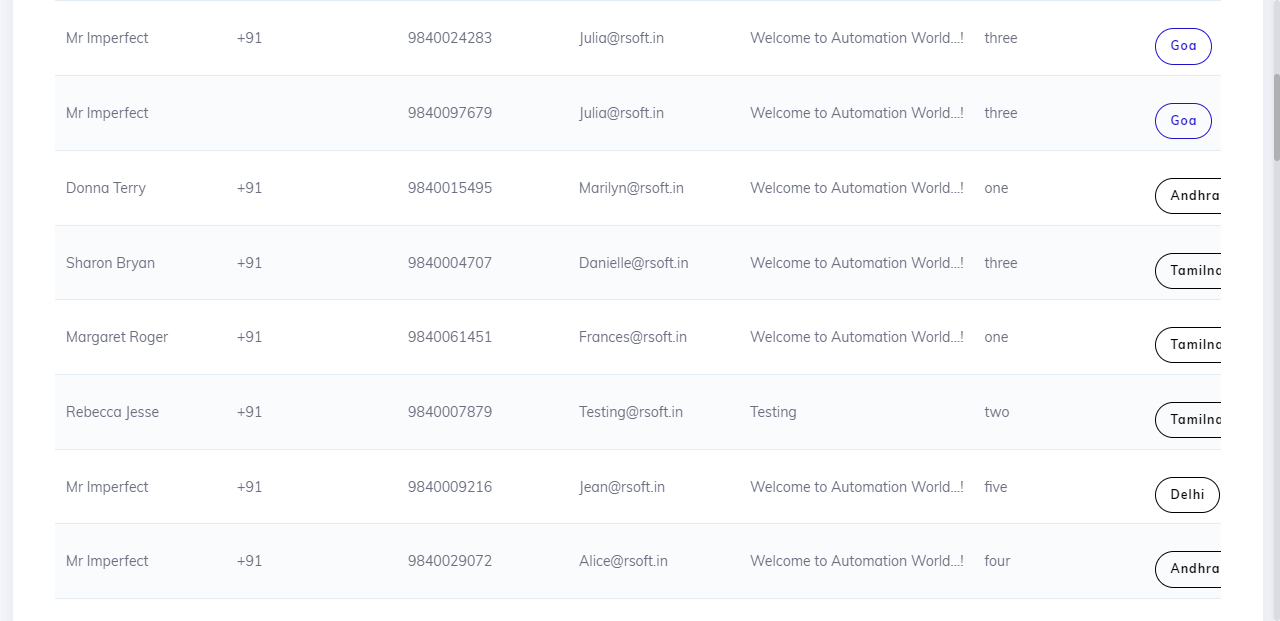 Mr Imperfect +91 9840024283 Julia@rsoft.in Welcome to Automation World...! three Goa
Mr Imperfect 9840097679 Julia@rsoft.in Welcome to Automation World...! three Goa
Donna Terry +91 9840015495 Marilyn@rsoft.in Welcome to Automation World...! one Andhra
Sharon Bryan +91 9840004707 Danielle@rsoft.in Welcome to Automation World...! three
Margaret Roger +91 9840061451 Frances@rsoft.in Welcome to Automation World...! one
Rebecca Jesse +91 9840007879 Testing@rsoft.in Testing two
Mr Imperfect +91 9840009216 Jean@rsoft.in Welcome to Automation World...! five Delhi
Mr Imperfect +91 9840029072 Alice@rsoft.in Welcome to Automation World...! four Andhra